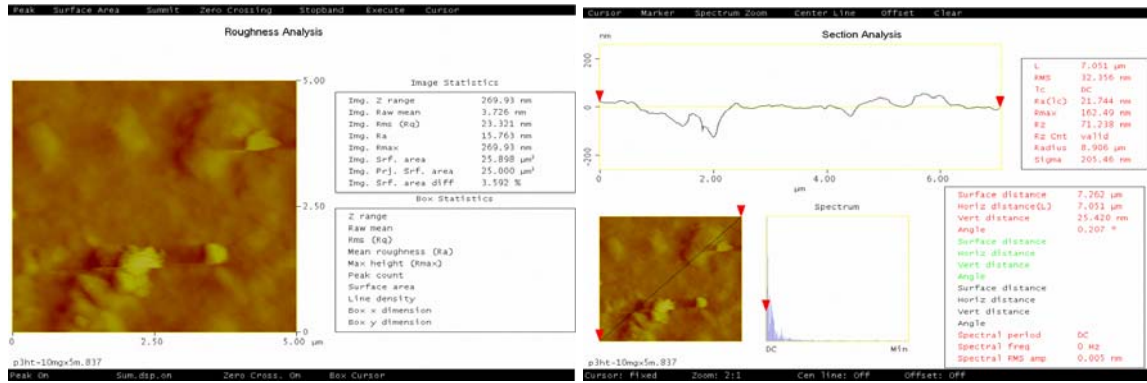 Peak Surface Area Summit Zero Crossing Stopband Execute Cursor
Roughness Analysis
5.00
2.50
0
0 2.50 5.00
µm
Image Statistics
Img. Z range 269.93 nm
Img. Raw mean 3.726 nm
Img. Rms (Rq) 23.321 nm
Img. Ra 15.763 nm
Img. Rmax 269.93 nm
Img. Srf. area 25.898 µm²
Img. Prj. Srf. area 25.000 µm²
Img. Srf. area diff 3.592 %
Box Statistics
Z range
Raw mean
Rms (Rq)
Mean roughness (Ra)
Max height (Rmax)
Peak count
Surface area
Line density
Box x dimension
Box y dimension
p3ht-10mgx5m.837
Peak On Sum.dsp.on Zero Cross. On Box Cursor
Cursor Marker Spectrum Zoom Center Line Offset Clear
Section Analysis
nm
200
0
-200
0 2.00 4.00 6.00
µm
L 7.051 µm
RMS 32.356 nm
lc DC
Ra(lc) 21.744 nm
Rmax 162.49 nm
Rz 71.238 nm
Rz Cnt valid
Radius 8.906 µm
Sigma 205.46 nm
Spectrum
DC Min
Surface distance 7.262 µm
Horiz distance(L) 7.051 µm
Vert distance 25.420 nm
Angle 0.207 °
Surface distance
Horiz distance
Vert distance
Angle
Surface distance
Horiz distance
Vert distance
Angle
Spectral period DC
Spectral freq 0 Hz
Spectral RMS amp 0.005 nm
p3ht-10mgx5m.837
Cursor: fixed Zoom: 2:1 Cen line: Off Offset: Off